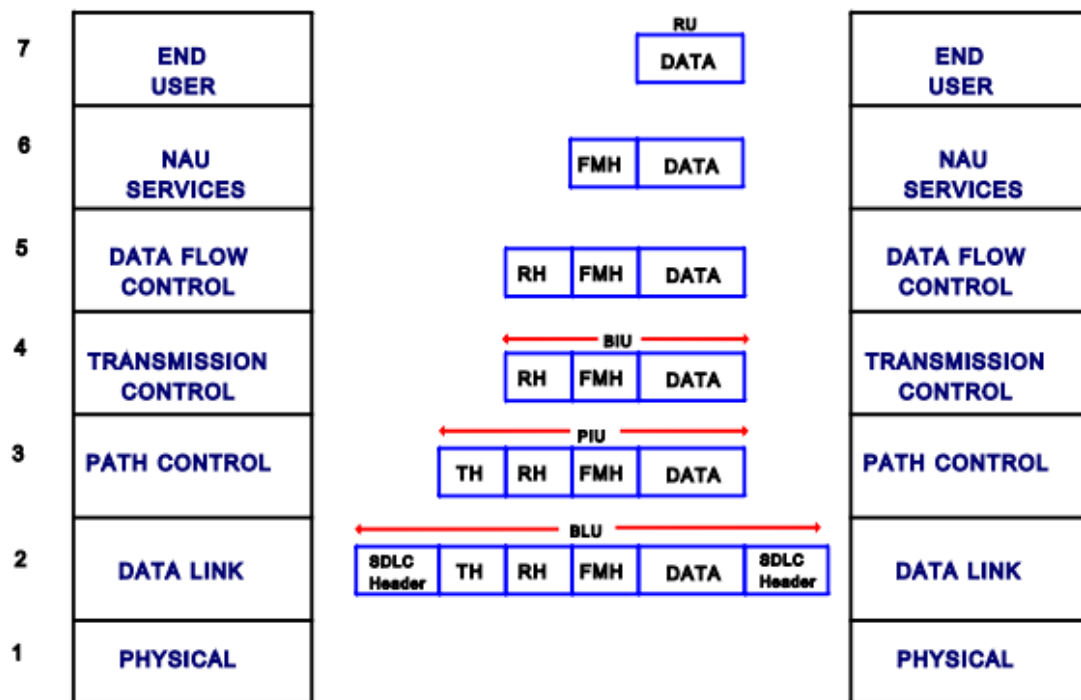 7
END
USER
RU
DATA
END
USER
6
NAU
SERVICES
FMH DATA
NAU
SERVICES
5
DATA FLOW
CONTROL
RH FMH DATA
DATA FLOW
CONTROL
4
TRANSMISSION
CONTROL
BIU
RH FMH DATA
TRANSMISSION
CONTROL
3
PATH CONTROL
PIU
TH RH FMH DATA
PATH CONTROL
2
DATA LINK
BLU
SDLC
Header
TH RH FMH DATA
SDLC
Header
DATA LINK
1
PHYSICAL
PHYSICAL